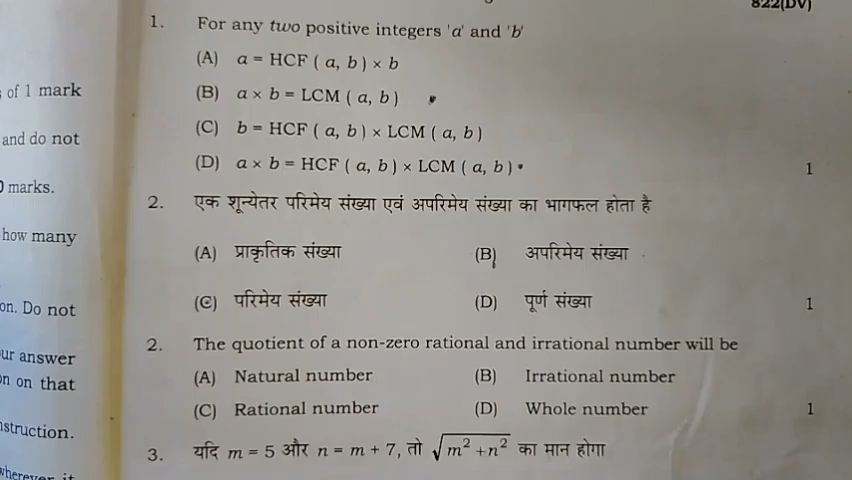 822(DV)
1. For any two positive integers 'a' and 'b'
(A) a = HCF ( a, b ) × b
of 1 mark
(B) a × b = LCM ( a, b )
(C) b = HCF ( a, b ) × LCM ( a, b )
and do not
(D) a × b = HCF ( a, b ) × LCM ( a, b ) 1
marks.
2. एक शून्येतर परिमेय संख्या एवं अपरिमेय संख्या का भागफल होता है
how many
(A) प्राकृतिक संख्या (B) अपरिमेय संख्या
(C) परिमेय संख्या (D) पूर्ण संख्या 1
on. Do not
2. The quotient of a non-zero rational and irrational number will be
ur answer
(A) Natural number (B) Irrational number
on on that
(C) Rational number (D) Whole number 1
nstruction.
3. यदि m = 5 और n = m + 7, तो √(m² + n²) का मान होगा
wherever it